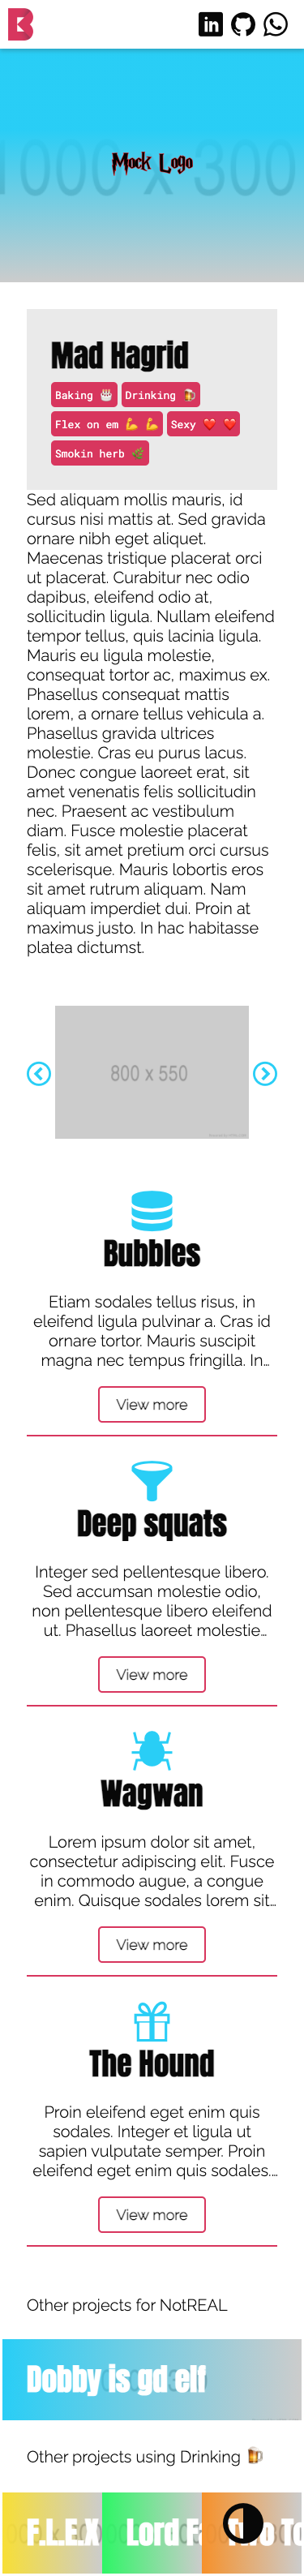 1000 x 300
Mock Logo
Mad Hagrid
Baking 🎂 Drinking 🍺
Flex on em 💪 💪 Sexy ❤️ ❤️
Smokin herb 🌿
Sed aliquam mollis mauris, id
cursus nisi mattis at. Sed gravida
ornare nibh eget aliquet.
Maecenas tristique placerat orci
ut placerat. Curabitur nec odio
dapibus, eleifend odio at,
sollicitudin ligula. Nullam eleifend
tempor tellus, quis lacinia ligula.
Mauris eu ligula molestie,
consequat tortor ac, maximus ex.
Phasellus consequat mattis
lorem, a ornare tellus vehicula a.
Phasellus gravida ultrices
molestie. Cras eu purus lacus.
Donec congue laoreet erat, sit
amet venenatis felis sollicitudin
nec. Praesent ac vestibulum
diam. Fusce molestie placerat
felis, sit amet pretium orci cursus
scelerisque. Mauris lobortis eros
sit amet rutrum aliquam. Nam
aliquam imperdiet dui. Proin at
maximus justo. In hac habitasse
platea dictumst.
800 x 550
Bubbles
Etiam sodales tellus risus, in
eleifend ligula pulvinar a. Cras id
ornare tortor. Mauris suscipit
magna nec tempus fringilla. In...
View more
Deep squats
Integer sed pellentesque libero.
Sed accumsan molestie odio,
non pellentesque libero eleifend
ut. Phasellus laoreet molestie...
View more
Wagwan
Lorem ipsum dolor sit amet,
consectetur adipiscing elit. Fusce
in commodo augue, a congue
enim. Quisque sodales lorem sit...
View more
The Hound
Proin eleifend eget enim quis
sodales. Integer et ligula ut
sapien vulputate semper. Proin
eleifend eget enim quis sodales....
View more
Other projects for NotREAL
Dobby is gd elf
Other projects using Drinking 🍺
F.L.E.X Lord Two